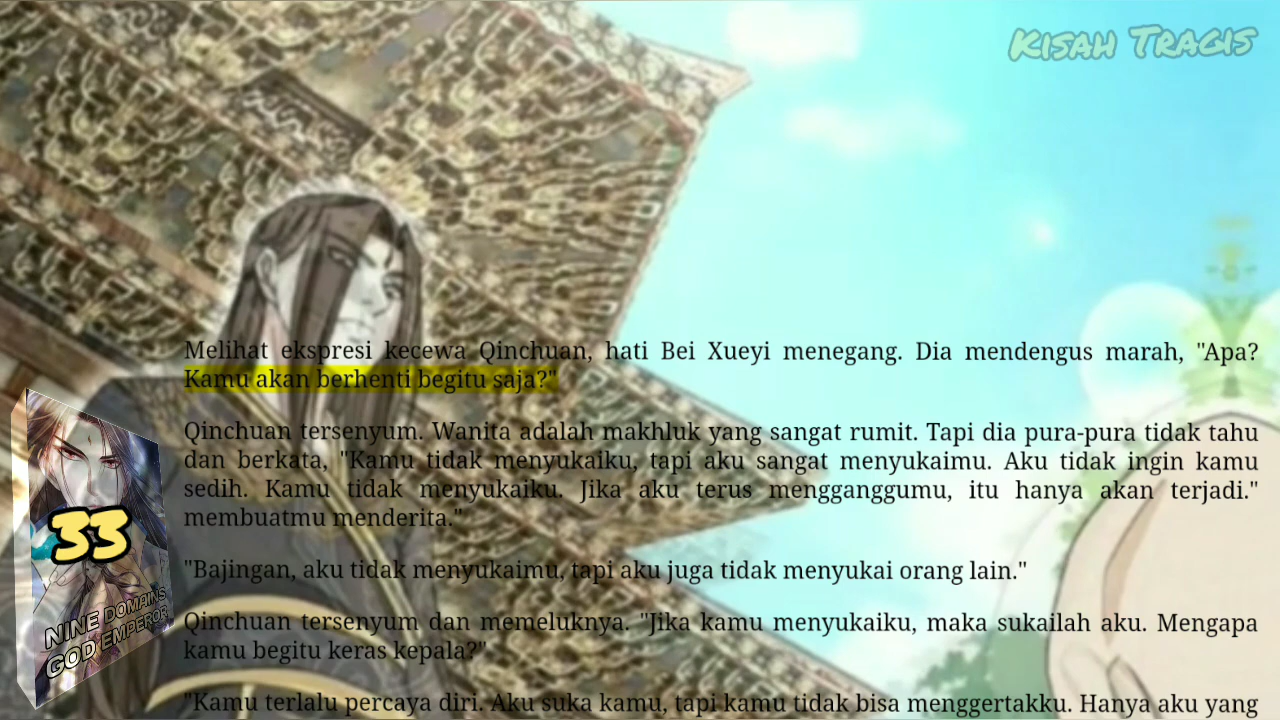 Kisah Tragis
Melihat ekspresi kecewa Qinchuan, hati Bei Xueyi menegang. Dia mendengus marah, "Apa?
Kamu akan berhenti begitu saja?"
Qinchuan tersenyum. Wanita adalah makhluk yang sangat rumit. Tapi dia pura-pura tidak tahu
dan berkata, "Kamu tidak menyukaiku, tapi aku sangat menyukaimu. Aku tidak ingin kamu
sedih. Kamu tidak menyukaiku. Jika aku terus mengganggumu, itu hanya akan terjadi."
membuatmu menderita."
"Bajingan, aku tidak menyukaimu, tapi aku juga tidak menyukai orang lain."
Qinchuan tersenyum dan memeluknya. "Jika kamu menyukaiku, maka sukailah aku. Mengapa
kamu begitu keras kepala?"
"Kamu terlalu percaya diri. Aku suka kamu, tapi kamu tidak bisa menggertakku. Hanya aku yang
33
NINE DOMAINS
GOD EMPEROR